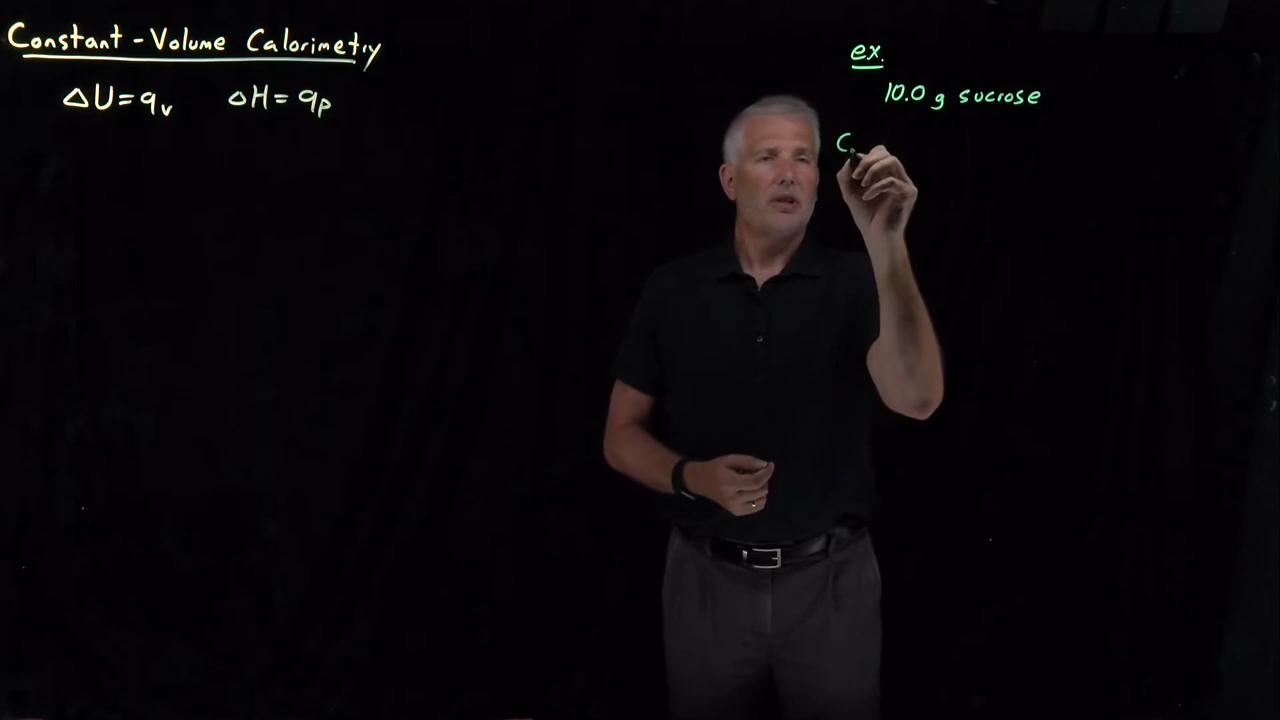 Constant-Volume Calorimetry
ΔU = qᵥ ΔH = qₚ
ex.
10.0 g sucrose
C